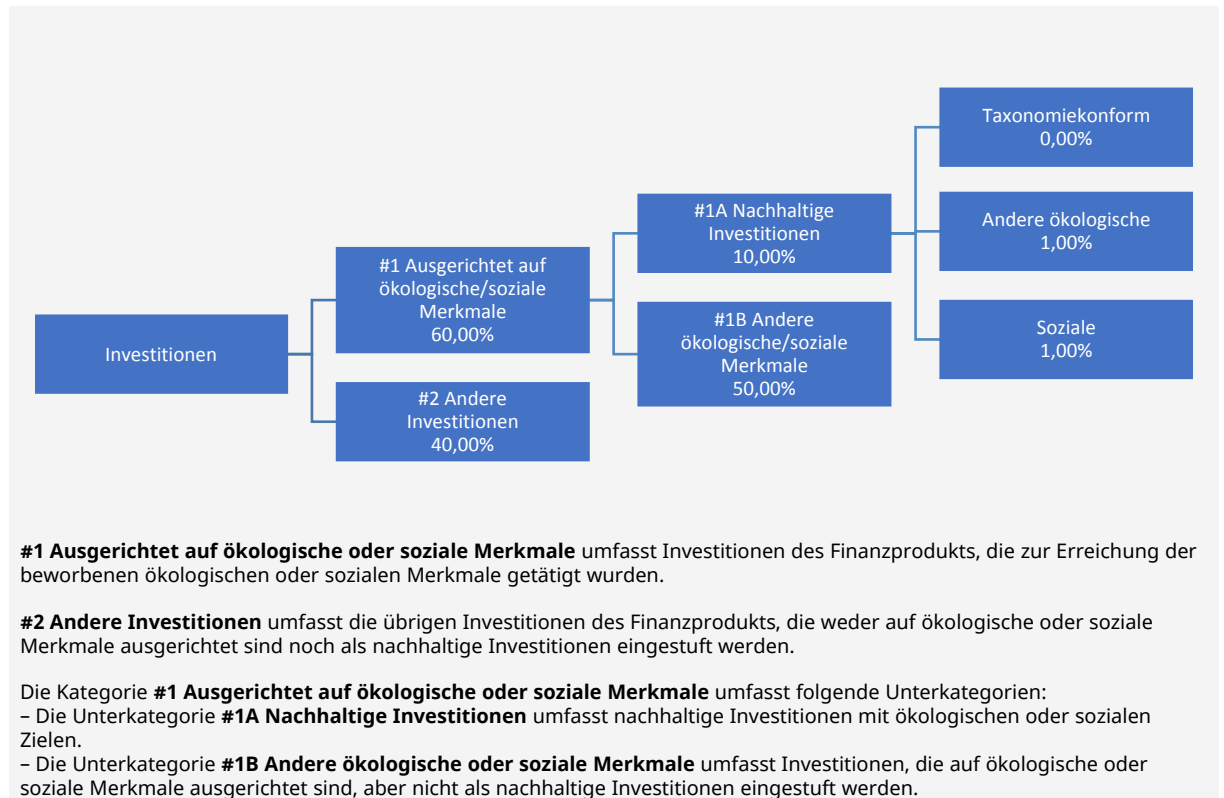 Taxonomiekonform
0,00%
#1A Nachhaltige
Investitionen
10,00%
Andere ökologische
1,00%
#1 Ausgerichtet auf
ökologische/soziale
Merkmale
60,00%
#1B Andere
ökologische/soziale
Merkmale
50,00%
Soziale
1,00%
Investitionen
#2 Andere
Investitionen
40,00%
#1 Ausgerichtet auf ökologische oder soziale Merkmale umfasst Investitionen des Finanzprodukts, die zur Erreichung der
beworbenen ökologischen oder sozialen Merkmale getätigt wurden.
#2 Andere Investitionen umfasst die übrigen Investitionen des Finanzprodukts, die weder auf ökologische oder soziale
Merkmale ausgerichtet sind noch als nachhaltige Investitionen eingestuft werden.
Die Kategorie #1 Ausgerichtet auf ökologische oder soziale Merkmale umfasst folgende Unterkategorien:
– Die Unterkategorie #1A Nachhaltige Investitionen umfasst nachhaltige Investitionen mit ökologischen oder sozialen
Zielen.
– Die Unterkategorie #1B Andere ökologische oder soziale Merkmale umfasst Investitionen, die auf ökologische oder
soziale Merkmale ausgerichtet sind, aber nicht als nachhaltige Investitionen eingestuft werden.